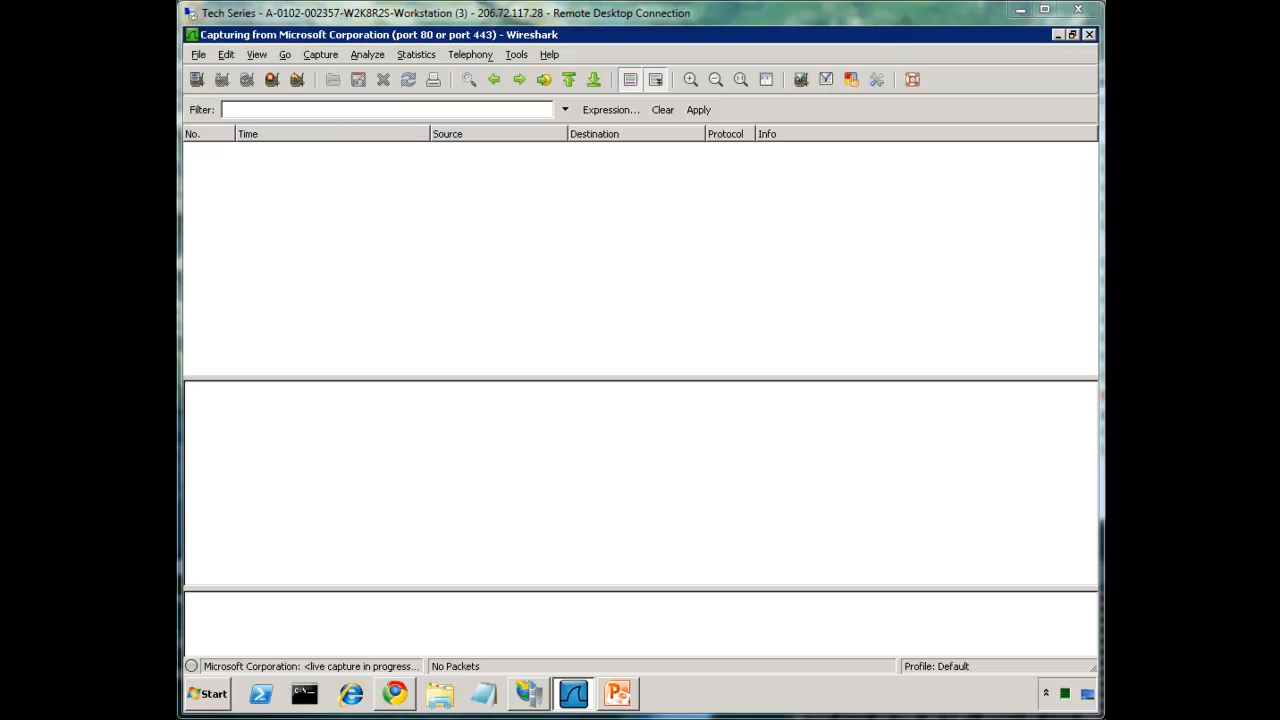 Tech Series - A-0102-002357-W2K8R2S-Workstation (3) - 206.72.117.28 - Remote Desktop Connection
Capturing from Microsoft Corporation (port 80 or port 443) - Wireshark
File Edit View Go Capture Analyze Statistics Telephony Tools Help
Filter: Expression... Clear Apply
No. Time Source Destination Protocol Info
Microsoft Corporation: <live capture in progress... No Packets Profile: Default
Start